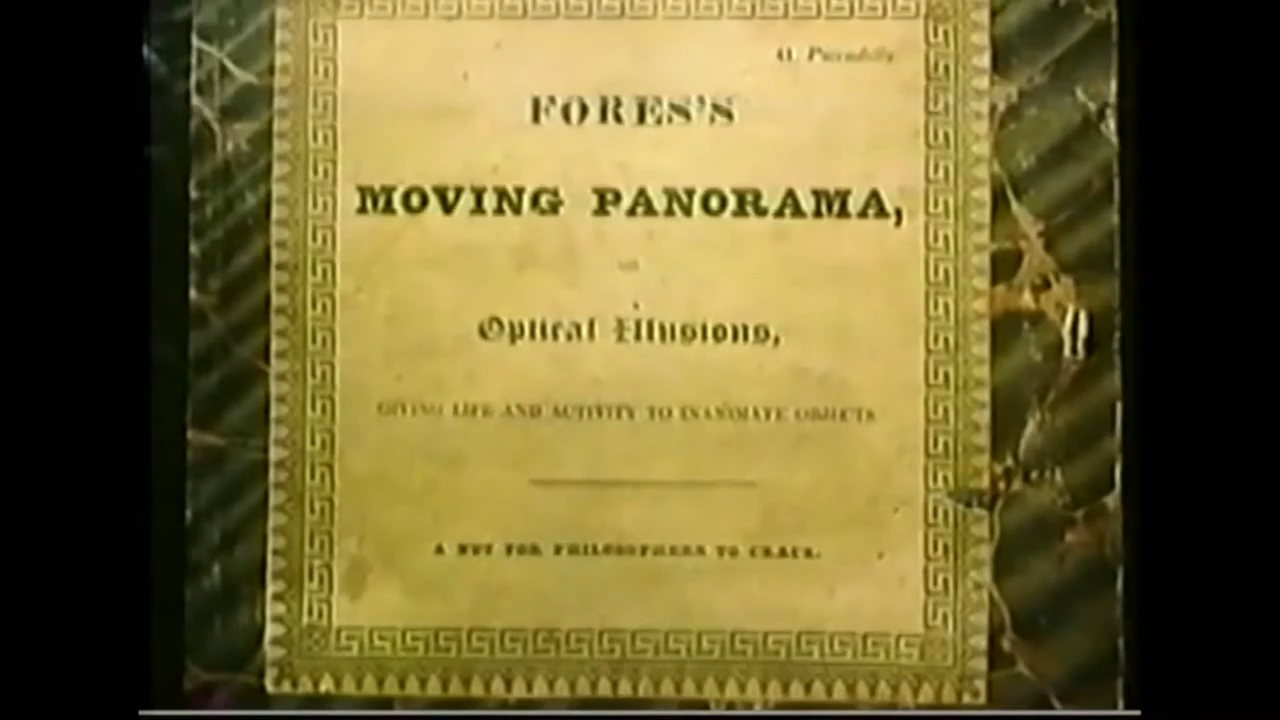 41, Piccadilly
FORES'S
MOVING PANORAMA,
OR
Optical Illusions,
GIVING LIFE AND ACTIVITY TO INANIMATE OBJECTS
A NUT FOR PHILOSOPHERS TO CRACK.